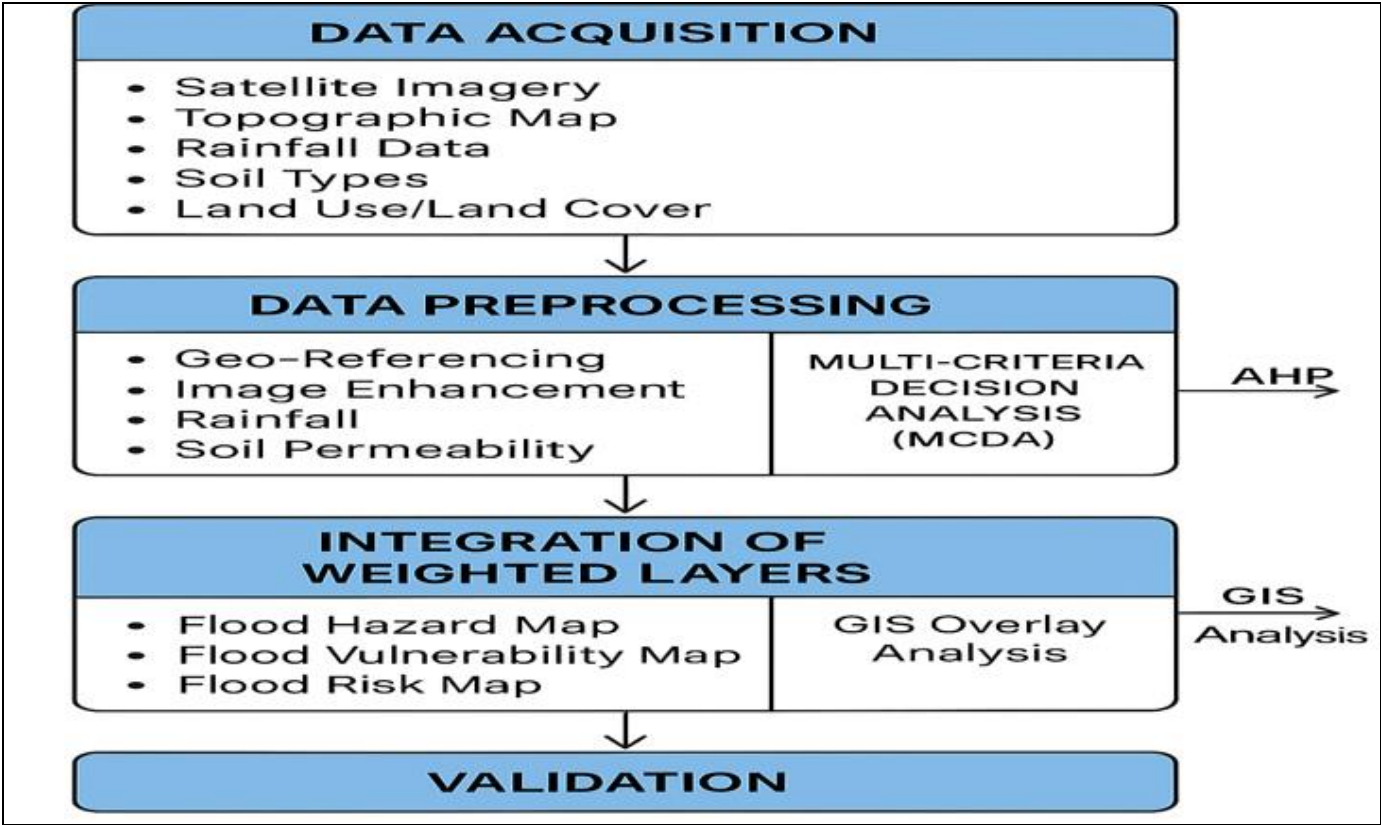 DATA ACQUISITION
• Satellite Imagery
• Topographic Map
• Rainfall Data
• Soil Types
• Land Use/Land Cover
DATA PREPROCESSING
• Geo-Referencing
• Image Enhancement
• Rainfall
• Soil Permeability
MULTI-CRITERIA
DECISION
ANALYSIS
(MCDA)
AHP
INTEGRATION OF
WEIGHTED LAYERS
• Flood Hazard Map
• Flood Vulnerability Map
• Flood Risk Map
GIS Overlay
Analysis
GIS
Analysis
VALIDATION